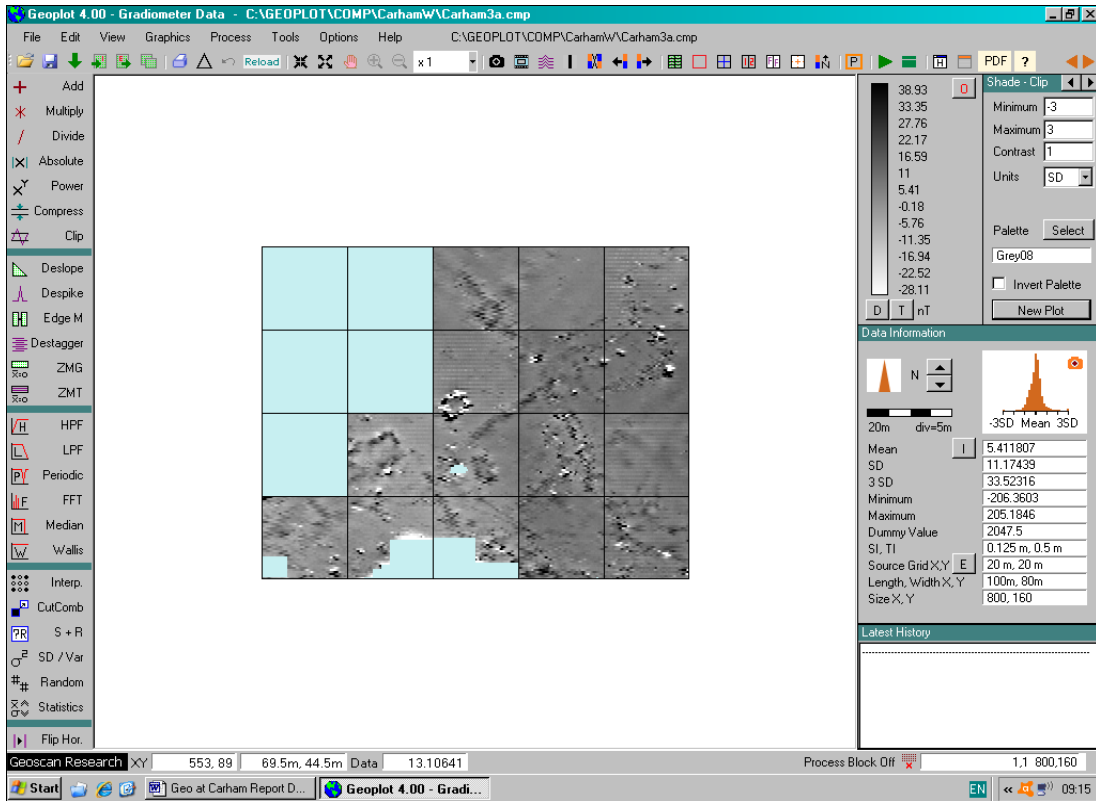 Geoplot 4.00 - Gradiometer Data - C:\GEOPLOT\COMP\CarhamW\Carham3a.cmp
File Edit View Graphics Process Tools Options Help C:\GEOPLOT\COMP\CarhamW\Carham3a.cmp
Reload x1 P H PDF ?
Add
Multiply
Divide
|X| Absolute
Power
Compress
Clip
Deslope
Despike
Edge M
Destagger
ZMG
ZMT
HPF
LPF
Periodic
FFT
Median
Wallis
Interp.
CutComb
?R S + R
SD / Var
Random
Statistics
Flip Hor.
38.93
33.35
27.76
22.17
16.59
11
5.41
-0.18
-5.76
-11.35
-16.94
-22.52
-28.11
0
D T nT
Shade - Clip
Minimum -3
Maximum 3
Contrast 1
Units SD
Palette Select
Grey08
Invert Palette
New Plot
Data Information
N
20m div=5m
-3SD Mean 3SD
Mean I 5.411807
SD 11.17439
3 SD 33.52316
Minimum -206.3603
Maximum 205.1846
Dummy Value 2047.5
SI, TI 0.125 m, 0.5 m
Source Grid X,Y E 20 m, 20 m
Length, Width X, Y 100m, 80m
Size X, Y 800, 160
Latest History
Geoscan Research XY 553, 89 69.5m, 44.5m Data 13.10641 Process Block Off 1,1 800,160
Start Geo at Carham Report D... Geoplot 4.00 - Gradi... EN « 09:15